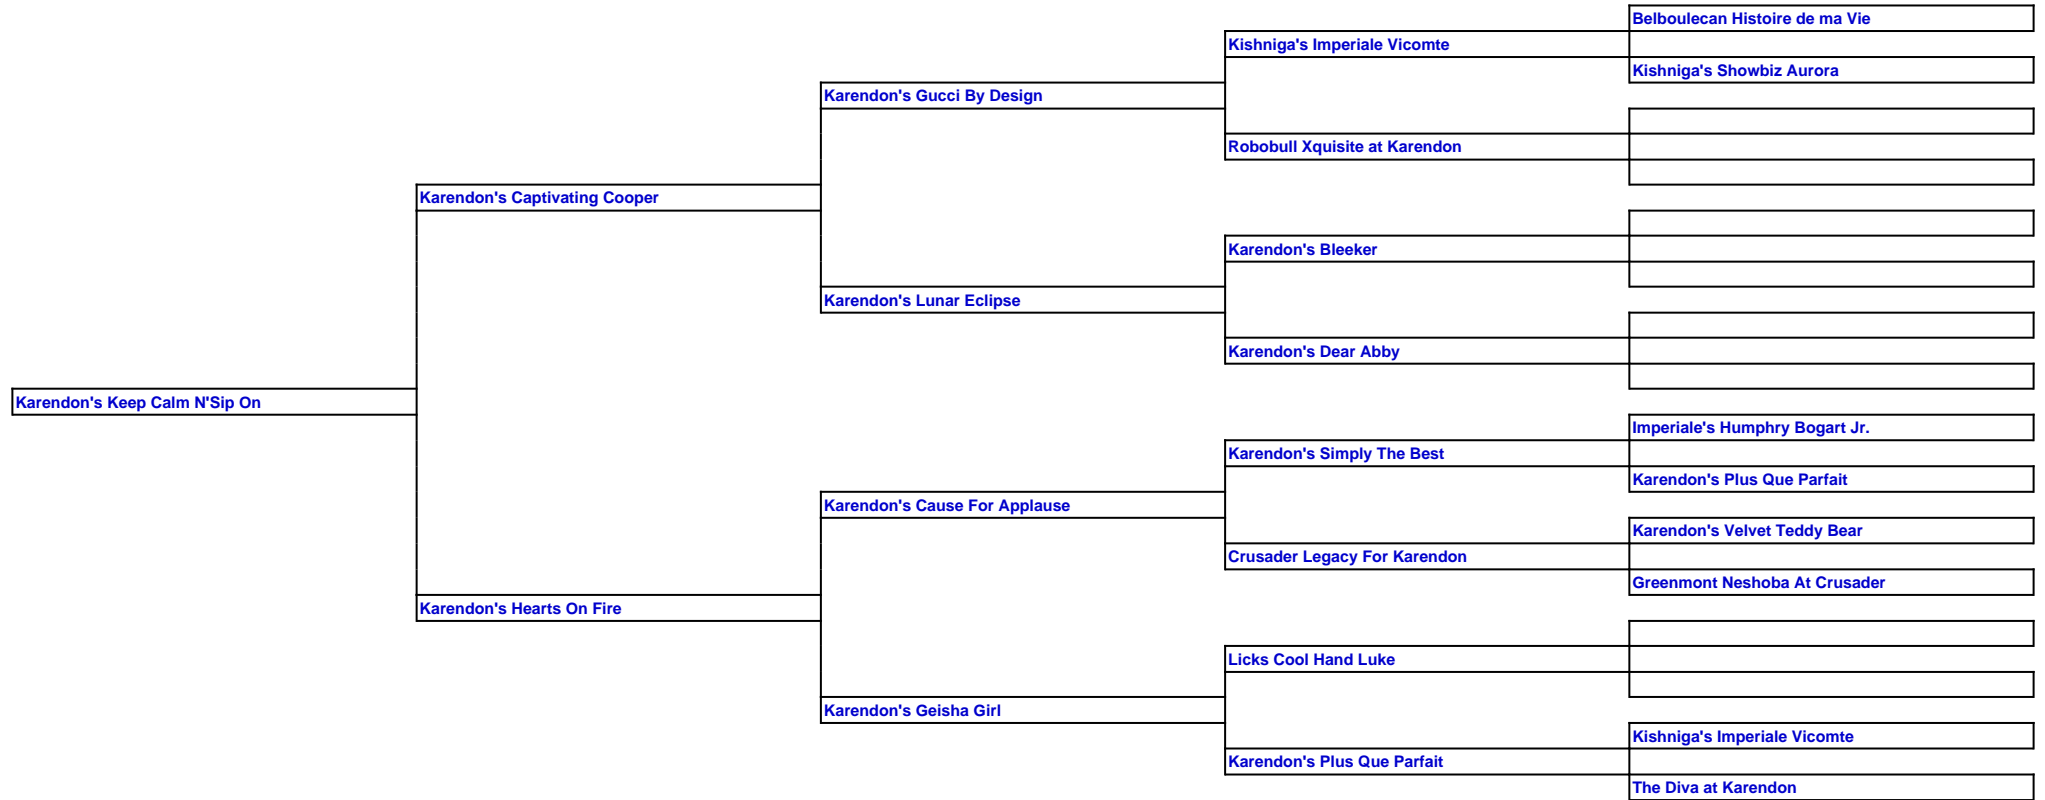 Belboulecan Histoire de ma Vie
Kishniga's Imperiale Vicomte
Kishniga's Showbiz Aurora
Karendon's Gucci By Design
Robobull Xquisite at Karendon
Karendon's Captivating Cooper
Karendon's Bleeker
Karendon's Lunar Eclipse
Karendon's Dear Abby
Karendon's Keep Calm N'Sip On
Imperiale's Humphry Bogart Jr.
Karendon's Simply The Best
Karendon's Plus Que Parfait
Karendon's Cause For Applause
Karendon's Velvet Teddy Bear
Crusader Legacy For Karendon
Greenmont Neshoba At Crusader
Karendon's Hearts On Fire
Licks Cool Hand Luke
Karendon's Geisha Girl
Kishniga's Imperiale Vicomte
Karendon's Plus Que Parfait
The Diva at Karendon